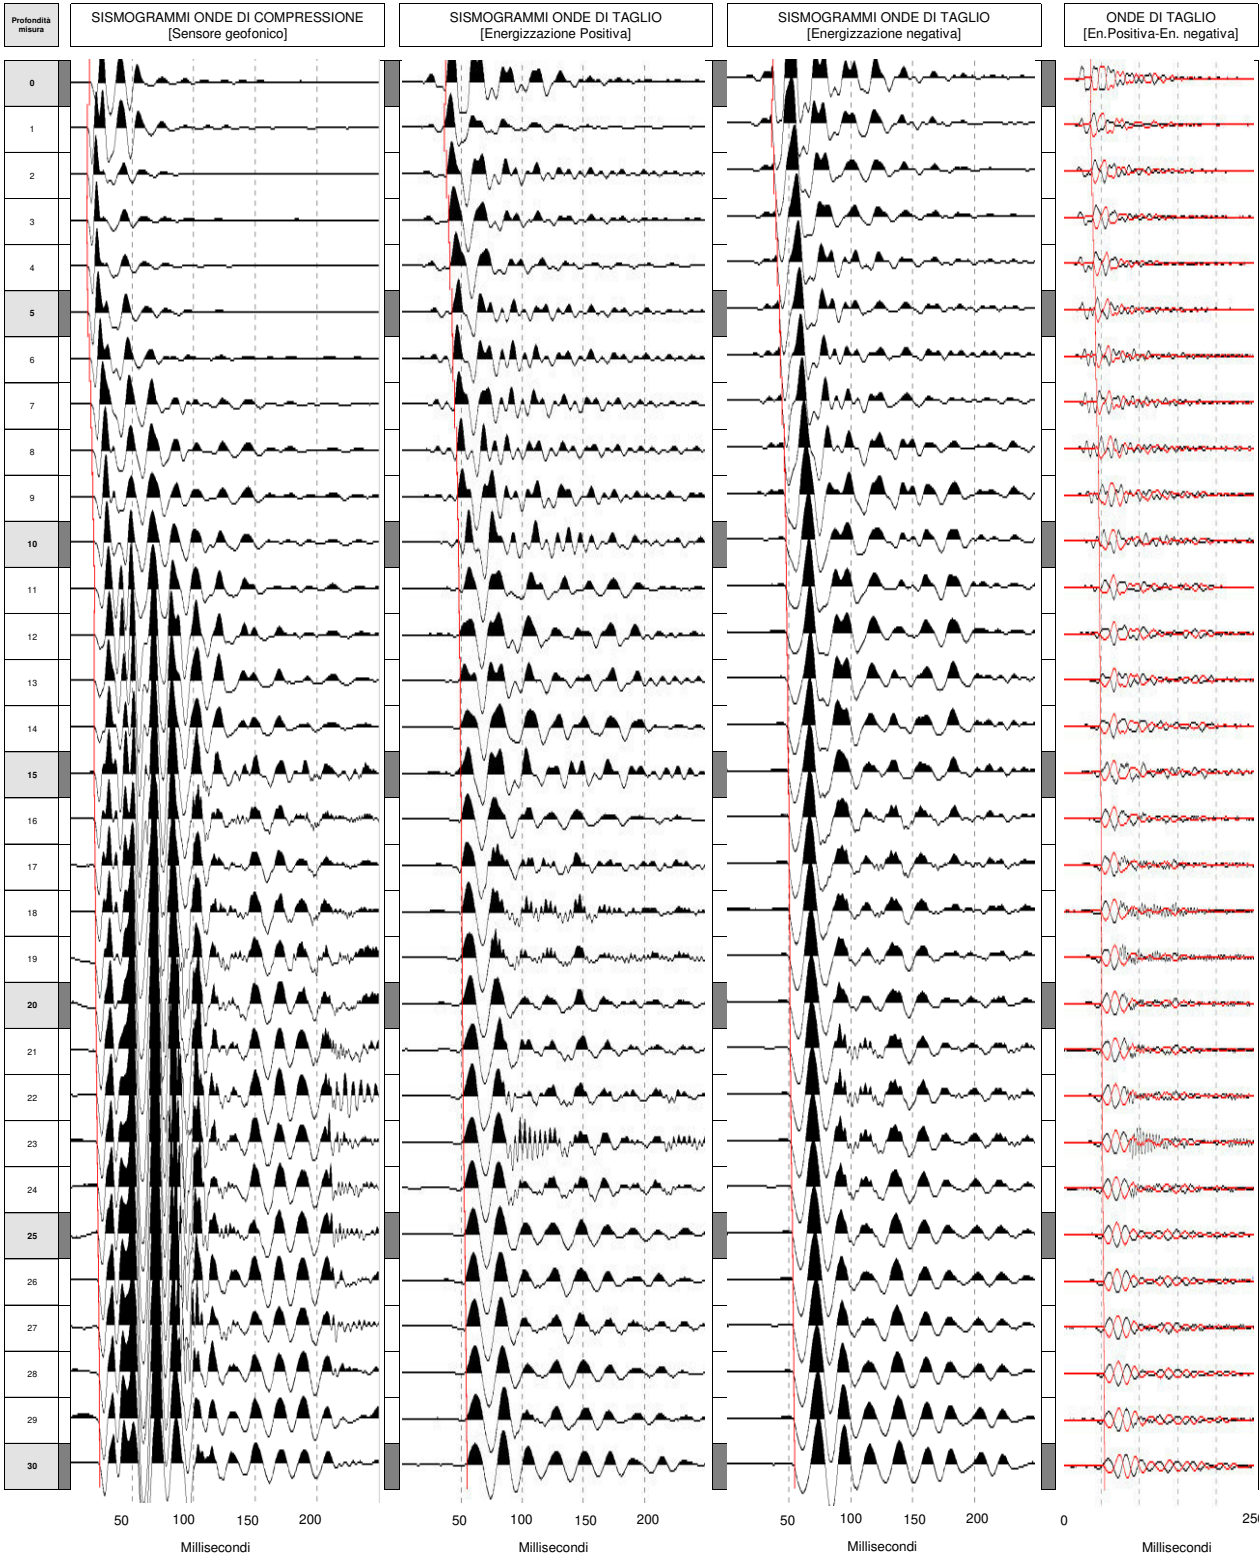 Profondità
misura
SISMOGRAMMI ONDE DI COMPRESSIONE
[Sensore geofonico]
SISMOGRAMMI ONDE DI TAGLIO
[Energizzazione Positiva]
SISMOGRAMMI ONDE DI TAGLIO
[Energizzazione negativa]
ONDE DI TAGLIO
[En.Positiva-En. negativa]
0
1
2
3
4
5
6
7
8
9
10
11
12
13
14
15
16
17
18
19
20
21
22
23
24
25
26
27
28
29
30
50 100 150 200
50 100 150 200
50 100 150 200
0 250
Millisecondi
Millisecondi
Millisecondi
Millisecondi